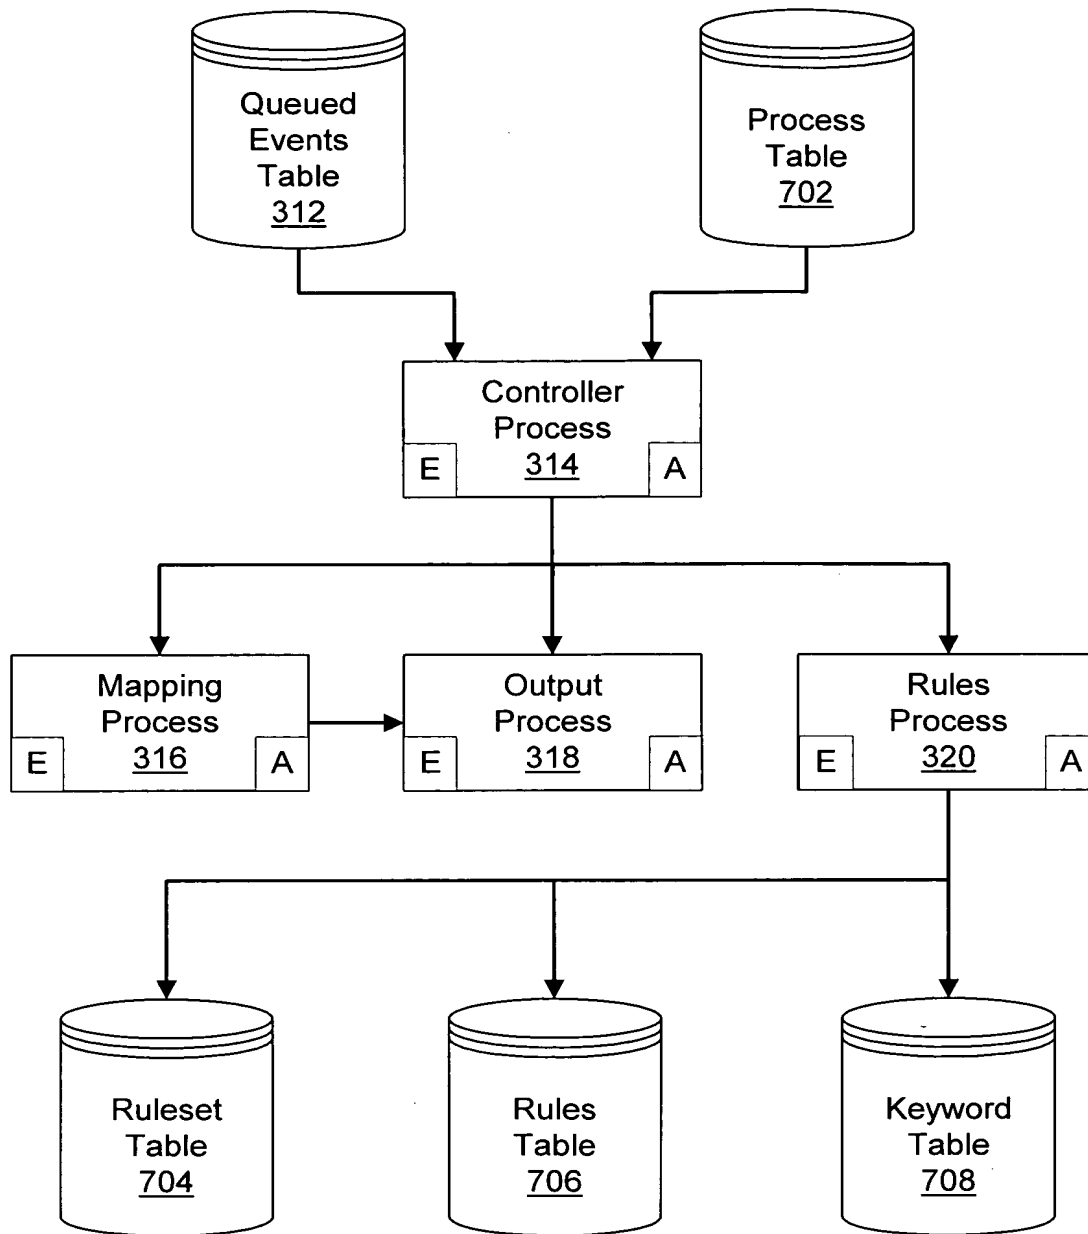 Queued
Events
Table
312
Process
Table
702
Controller
Process
314
E
A
Mapping
Process
316
E
A
Output
Process
318
E
A
Rules
Process
320
E
A
Ruleset
Table
704
Rules
Table
706
Keyword
Table
708